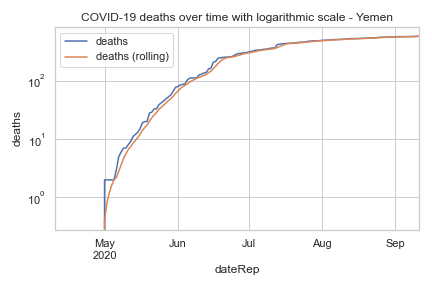 COVID-19 deaths over time with logarithmic scale - Yemen
deaths
deaths (rolling)
deaths
10²
10¹
10⁰
May
2020
Jun
Jul
Aug
Sep
dateRep